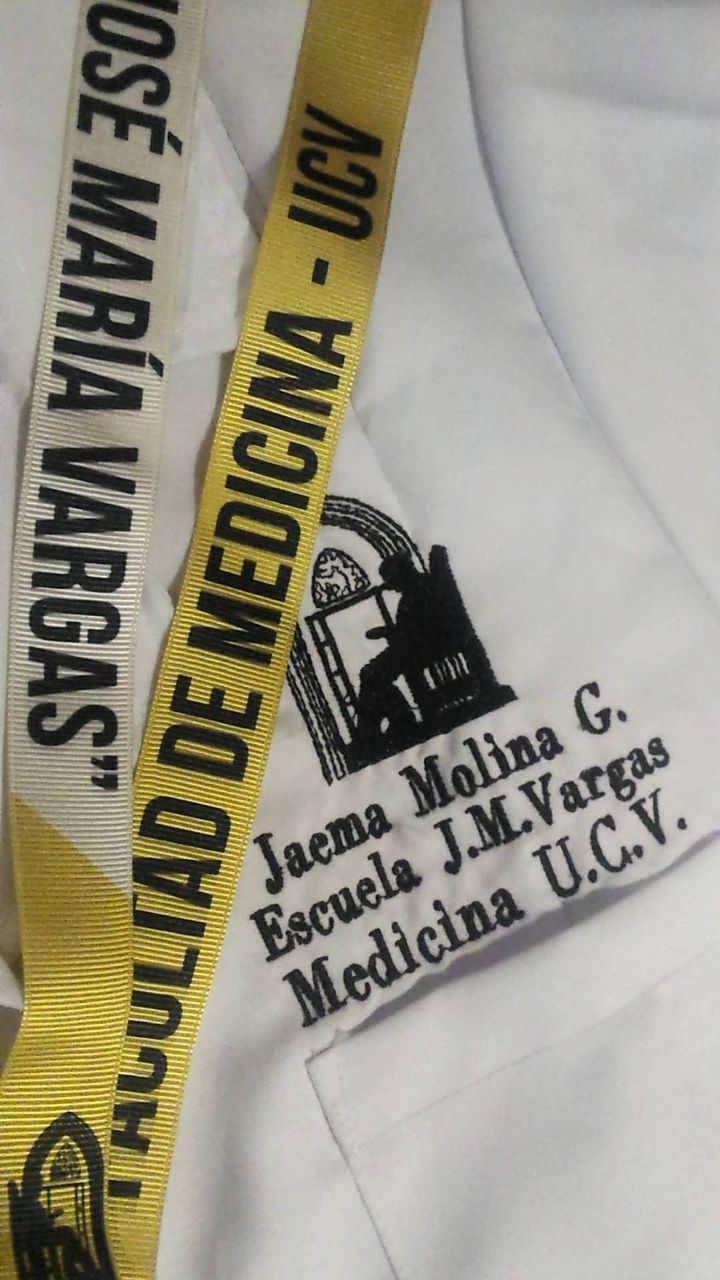 JOSÉ MARÍA VARGAS"
FACULTAD DE MEDICINA - UCV
Jaema Molina G.
Escuela J.M.Vargas
Medicina U.C.V.